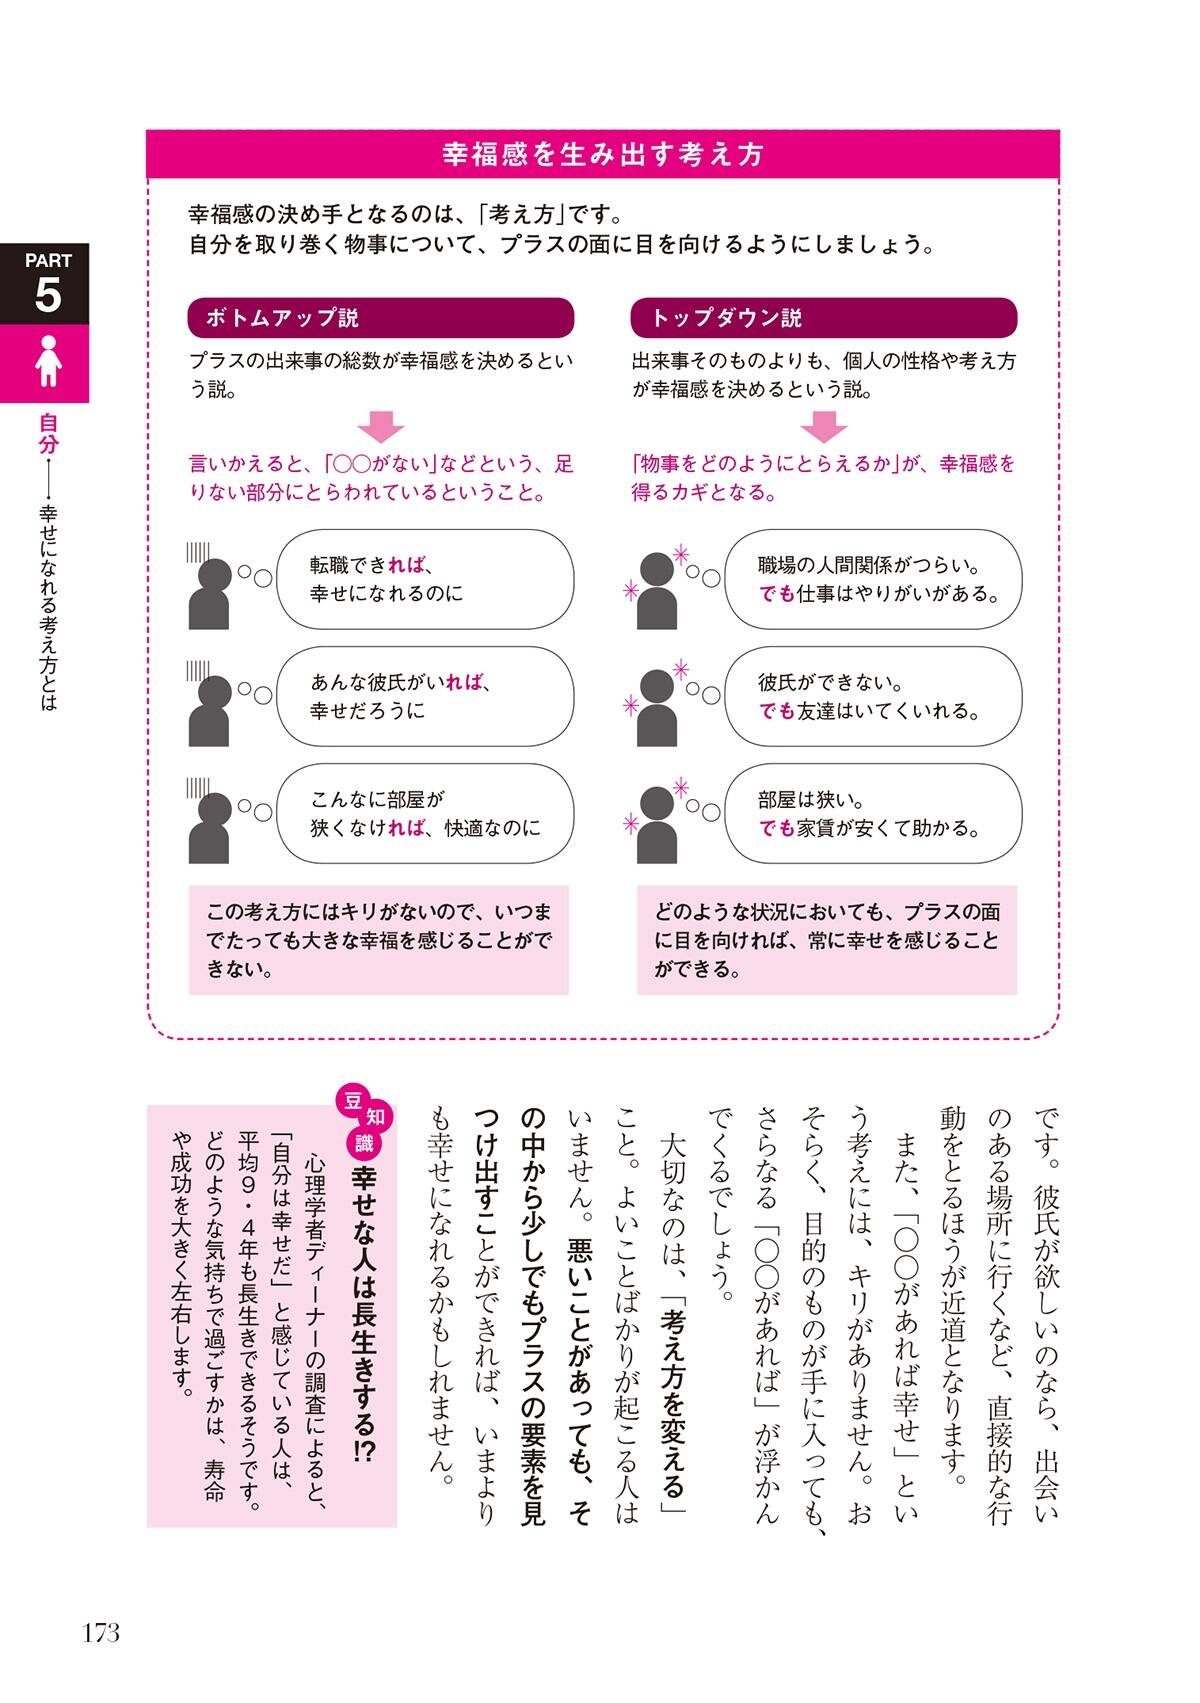 幸福感を生み出す考え方
幸福感の決め手となるのは、「考え方」です。
自分を取り巻く物事について、プラスの面に目を向けるようにしましょう。
PART
5
自分――幸せになれる考え方とは
ボトムアップ説
プラスの出来事の総数が幸福感を決めるとい
う説。
言いかえると、「〇〇がない」などという、足
りない部分にとらわれているということ。
転職できれば、
幸せになれるのに
あんな彼氏がいれば、
幸せだろうに
こんなに部屋が
狭くなければ、快適なのに
この考え方にはキリがないので、いつま
でたっても大きな幸福を感じることがで
きない。
トップダウン説
出来事そのものよりも、個人の性格や考え方
が幸福感を決めるという説。
「物事をどのようにとらえるか」が、幸福感を
得るカギとなる。
職場の人間関係がつらい。
でも仕事はやりがいがある。
彼氏ができない。
でも友達はいてくいれる。
部屋は狭い。
でも家賃が安くて助かる。
どのような状況においても、プラスの面
に目を向ければ、常に幸せを感じること
ができる。
です。彼氏が欲しいのなら、出会い
のある場所に行くなど、直接的な行
動をとるほうが近道となります。
また、「〇〇があれば幸せ」とい
う考えには、キリがありません。お
そらく、目的のものが手に入っても、
さらなる「〇〇があれば」が浮かん
でくるでしょう。
大切なのは、「考え方を変える」
こと。よいことばかりが起こる人は
いません。悪いことがあっても、そ
の中から少しでもプラスの要素を見
つけ出すことができれば、いまより
も幸せになれるかもしれません。
豆知識
幸せな人は長生きする!?
心理学者ディーナーの調査によると、
「自分は幸せだ」と感じている人は、
平均9・4年も長生きできるそうです。
どのような気持ちで過ごすかは、寿命
や成功を大きく左右します。
173